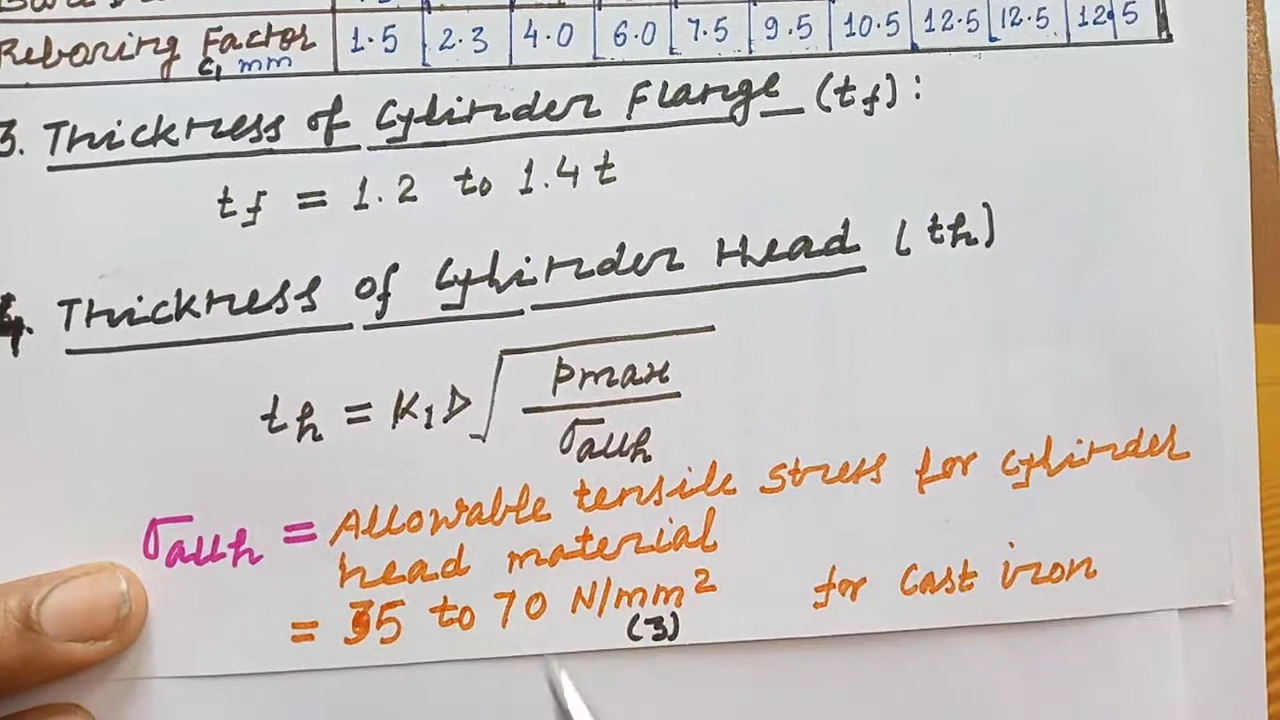 Reboring Factor 1.5 2.3 4.0 6.0 7.5 9.5 10.5 12.5 12.5 12.5
C, mm
3. Thickness of Cylinder Flange (tf):
tf = 1.2 to 1.4 t
4. Thickness of Cylinder Head (th)
th = K1D√(pmax/σallh)
σallh = Allowable tensile stress for cylinder
head material
= 35 to 70 N/mm² for cast iron
(3)